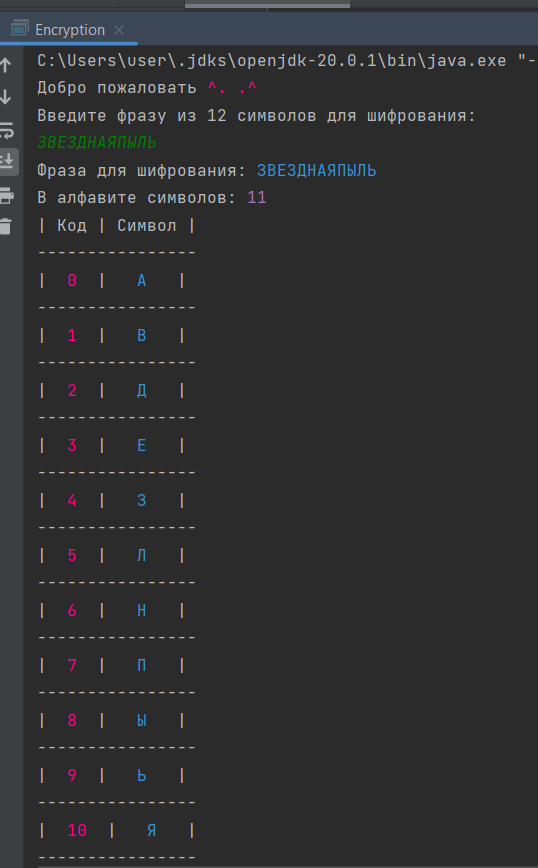 Encryption
C:\Users\user\.jdks\openjdk-20.0.1\bin\java.exe "-
Добро пожаловать ^. .^
Введите фразу из 12 символов для шифрования:
ЗВЕЗДНАЯПЫЛЬ
Фраза для шифрования: ЗВЕЗДНАЯПЫЛЬ
В алфавите символов: 11
| Код | Символ |
----------------
| 0 | А |
----------------
| 1 | В |
----------------
| 2 | Д |
----------------
| 3 | Е |
----------------
| 4 | З |
----------------
| 5 | Л |
----------------
| 6 | Н |
----------------
| 7 | П |
----------------
| 8 | Ы |
----------------
| 9 | Ь |
----------------
| 10 | Я |
----------------